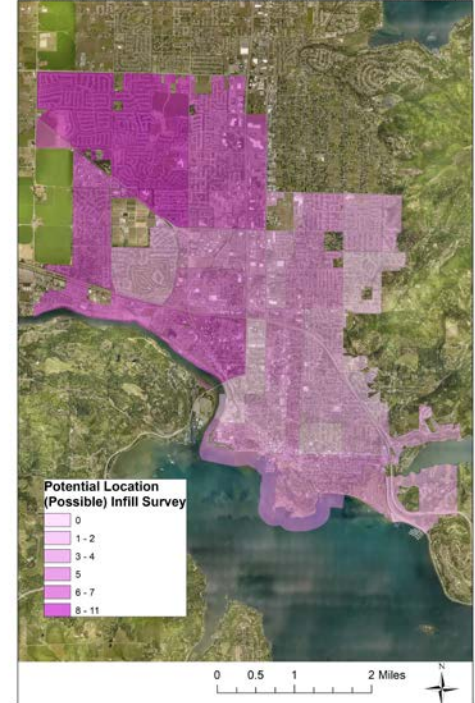 Potential Location
(Possible) Infill Survey
0
1 - 2
3 - 4
5
6 - 7
8 - 11
0 0.5 1 2 Miles
N